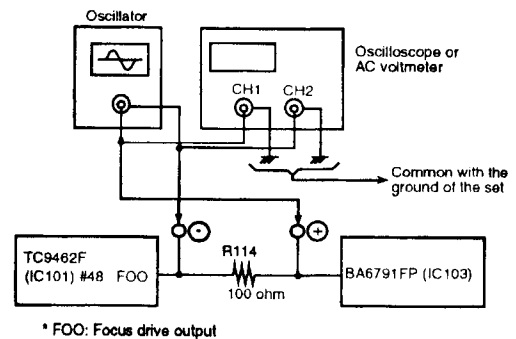 Oscillator
Oscilloscope or
AC voltmeter
CH1
CH2
Common with the
ground of the set
-
+
TC9462F
(IC101) #48 FOO
R114
100 ohm
BA6791FP (IC103)
* FOO: Focus drive output